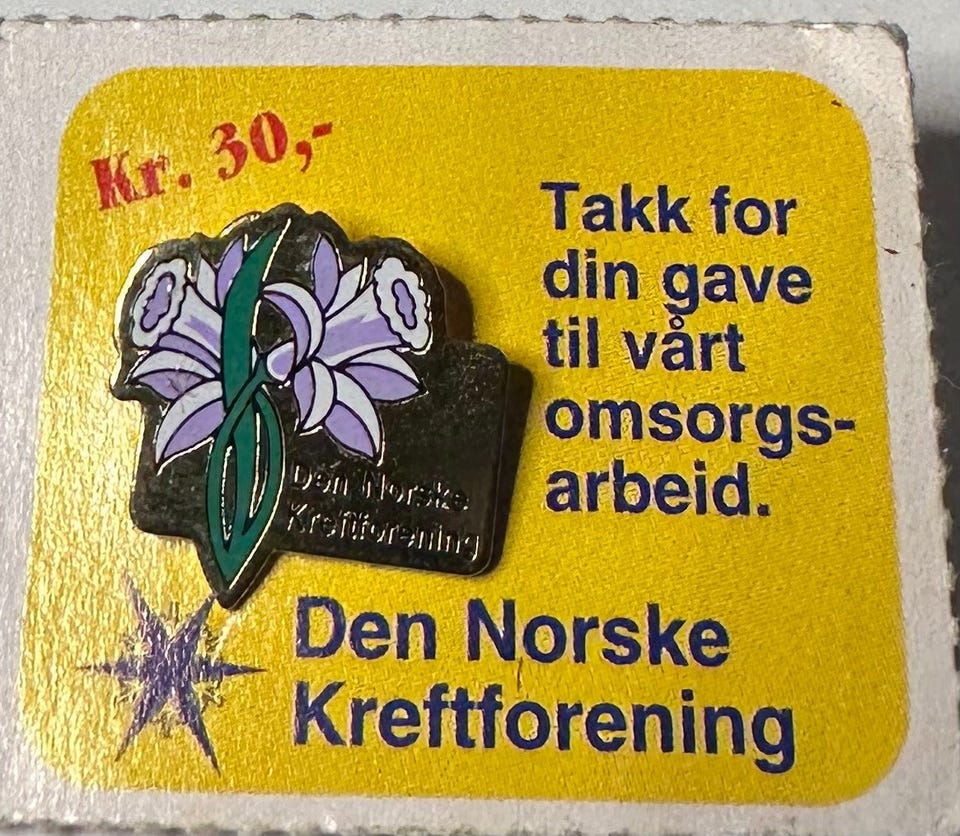 Kr. 30,-
Takk for
din gave
til vårt
omsorgs-
arbeid.
Den Norske
Kreftforening
Den Norske
Kreftforening